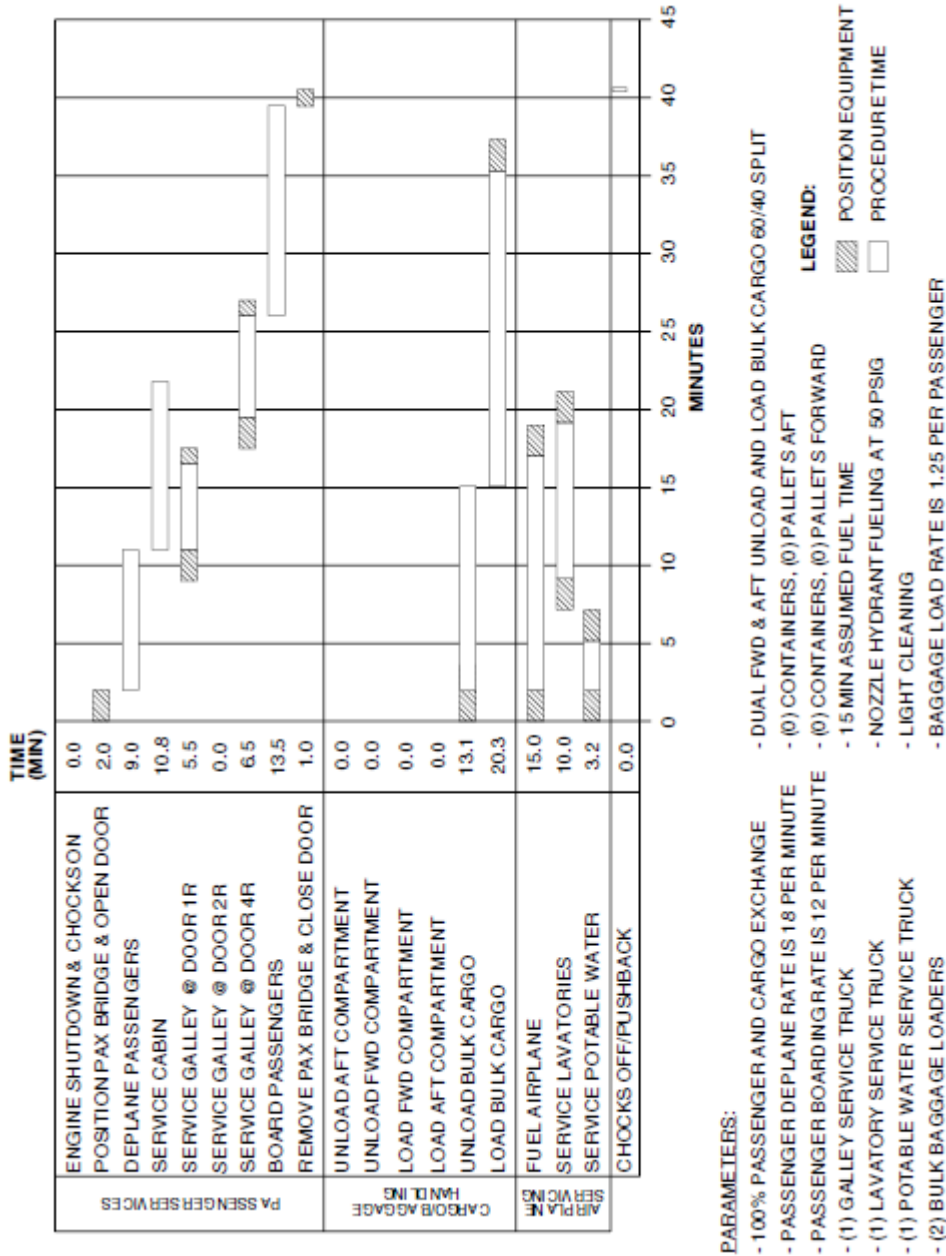 TIME
(MIN)
PASSENGER SERVICES
ENGINE SHUTDOWN & CHOCKS ON 0.0
POSITION PAX BRIDGE & OPEN DOOR 2.0
DEPLANE PASSENGERS 9.0
SERVICE CABIN 10.8
SERVICE GALLEY @ DOOR 1R 5.5
SERVICE GALLEY @ DOOR 2R 0.0
SERVICE GALLEY @ DOOR 4R 6.5
BOARD PASSENGERS 13.5
REMOVE PAX BRIDGE & CLOSE DOOR 1.0
CARGO/BAGGAGE
HANDLING
UNLOAD AFT COMPARTMENT 0.0
UNLOAD FWD COMPARTMENT 0.0
LOAD FWD COMPARTMENT 0.0
LOAD AFT COMPARTMENT 0.0
UNLOAD BULK CARGO 13.1
LOAD BULK CARGO 20.3
AIRPLANE
SERVICING
FUEL AIRPLANE 15.0
SERVICE LAVATORIES 10.0
SERVICE POTABLE WATER 3.2
CHOCKS OFF/PUSHBACK 0.0
0 5 10 15 20 25 30 35 40 45
MINUTES
PARAMETERS:
- 100% PASSENGER AND CARGO EXCHANGE
- PASSENGER DEPLANE RATE IS 18 PER MINUTE
- PASSENGER BOARDING RATE IS 12 PER MINUTE
- (1) GALLEY SERVICE TRUCK
- (1) LAVATORY SERVICE TRUCK
- (1) POTABLE WATER SERVICE TRUCK
- (2) BULK BAGGAGE LOADERS
- DUAL FWD & AFT UNLOAD AND LOAD BULK CARGO 60/40 SPLIT
- (0) CONTAINERS, (0) PALLETS AFT
- (0) CONTAINERS, (0) PALLETS FORWARD
- 15 MIN ASSUMED FUEL TIME
- NOZZLE HYDRANT FUELING AT 50 PSIG
- LIGHT CLEANING
- BAGGAGE LOAD RATE IS 1.25 PER PASSENGER
LEGEND:
POSITION EQUIPMENT
PROCEDURE TIME